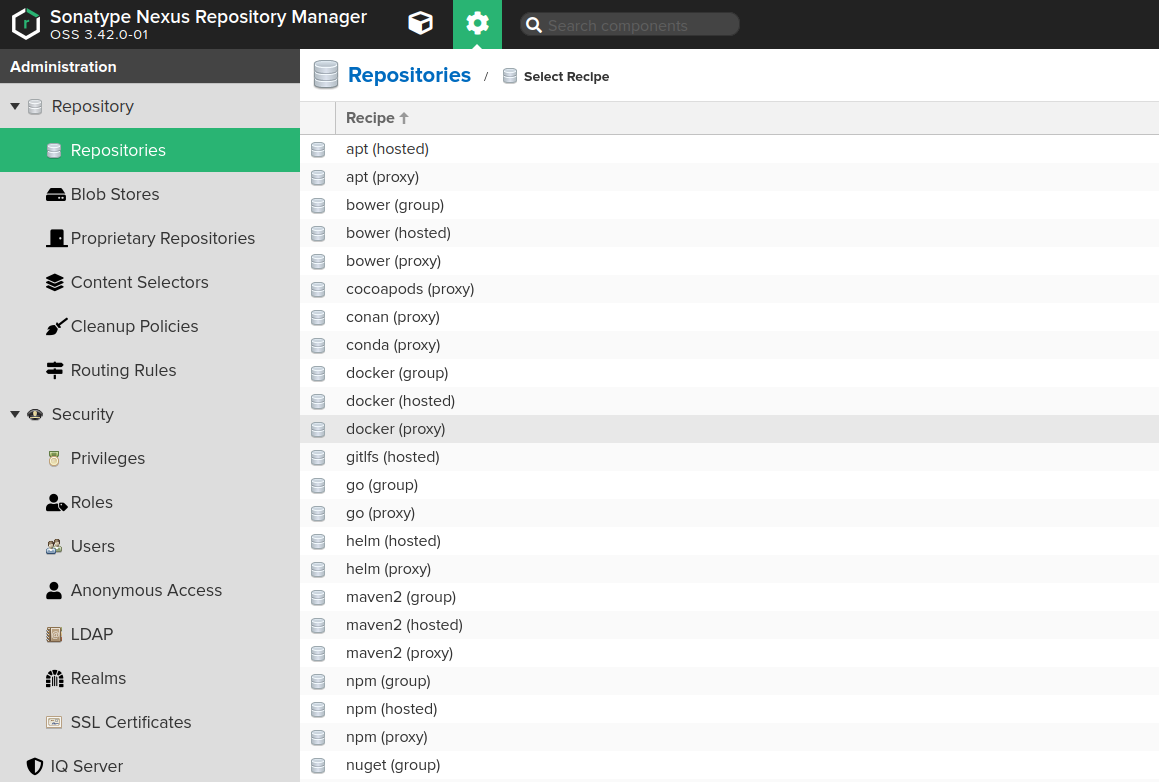 Sonatype Nexus Repository Manager
OSS 3.42.0-01
Search components
Administration
Repository
Repositories
Blob Stores
Proprietary Repositories
Content Selectors
Cleanup Policies
Routing Rules
Security
Privileges
Roles
Users
Anonymous Access
LDAP
Realms
SSL Certificates
IQ Server
Repositories / Select Recipe
Recipe
apt (hosted)
apt (proxy)
bower (group)
bower (hosted)
bower (proxy)
cocoapods (proxy)
conan (proxy)
conda (proxy)
docker (group)
docker (hosted)
docker (proxy)
gitlfs (hosted)
go (group)
go (proxy)
helm (hosted)
helm (proxy)
maven2 (group)
maven2 (hosted)
maven2 (proxy)
npm (group)
npm (hosted)
npm (proxy)
nuget (group)